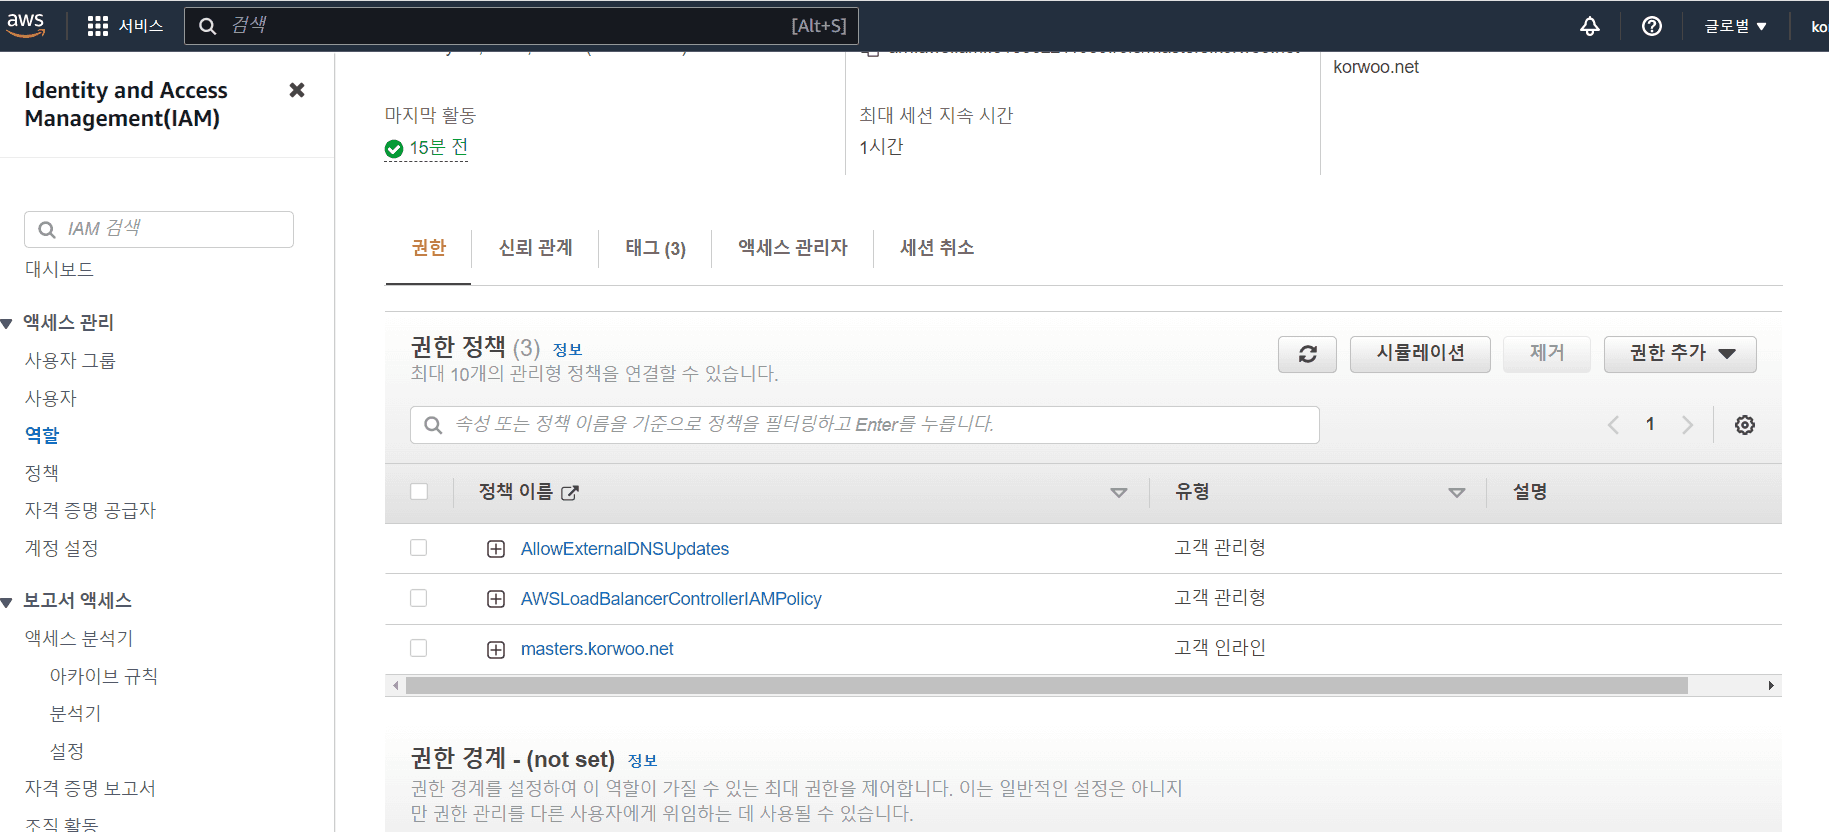 aws
서비스
검색
[Alt+S]
글로벌
Identity and Access
Management(IAM)
IAM 검색
대시보드
액세스 관리
사용자 그룹
사용자
역할
정책
자격 증명 공급자
계정 설정
보고서 액세스
액세스 분석기
아카이브 규칙
분석기
설정
자격 증명 보고서
조직 활동
korwoo.net
마지막 활동
15분 전
최대 세션 지속 시간
1시간
권한
신뢰 관계
태그 (3)
액세스 관리자
세션 취소
권한 정책 (3) 정보
최대 10개의 관리형 정책을 연결할 수 있습니다.
시뮬레이션
제거
권한 추가
속성 또는 정책 이름을 기준으로 정책을 필터링하고 Enter를 누릅니다.
1
정책 이름 유형 설명
AllowExternalDNSUpdates 고객 관리형
AWSLoadBalancerControllerIAMPolicy 고객 관리형
masters.korwoo.net 고객 인라인
권한 경계 - (not set) 정보
권한 경계를 설정하여 이 역할이 가질 수 있는 최대 권한을 제어합니다. 이는 일반적인 설정은 아니지
만 권한 관리를 다른 사용자에게 위임하는 데 사용될 수 있습니다.